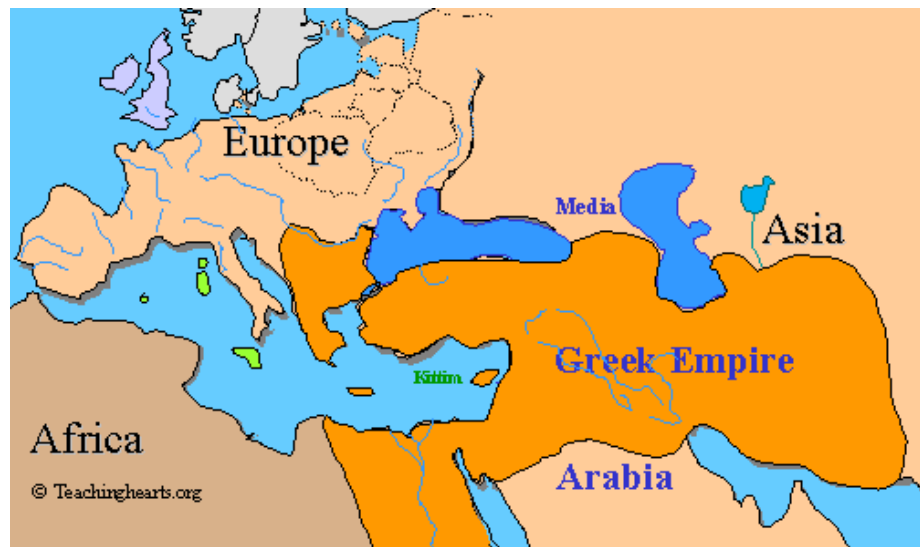 Europe
Media
Asia
Greek Empire
Kittim
Africa
Arabia
© Teachinghearts.org